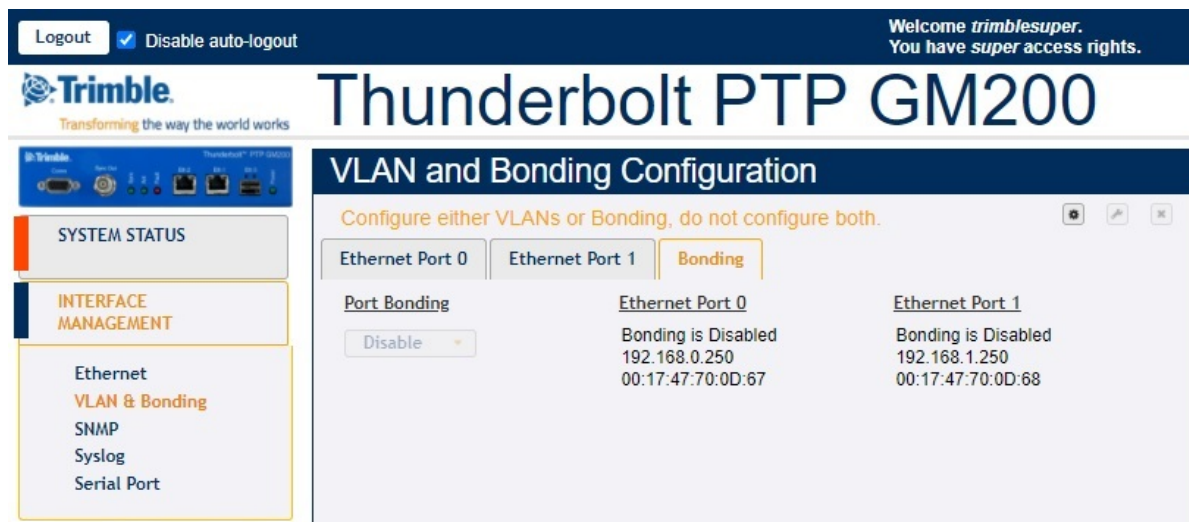 Logout
Disable auto-logout
Welcome trimblesuper.
You have super access rights.
Trimble.
Transforming the way the world works
Thunderbolt PTP GM200
Trimble.
Thunderbolt™ PTP GM200
VLAN and Bonding Configuration
Configure either VLANs or Bonding, do not configure both.
SYSTEM STATUS
INTERFACE
MANAGEMENT
Ethernet
VLAN & Bonding
SNMP
Syslog
Serial Port
Ethernet Port 0
Ethernet Port 1
Bonding
Port Bonding
Disable
Ethernet Port 0
Bonding is Disabled
192.168.0.250
00:17:47:70:0D:67
Ethernet Port 1
Bonding is Disabled
192.168.1.250
00:17:47:70:0D:68